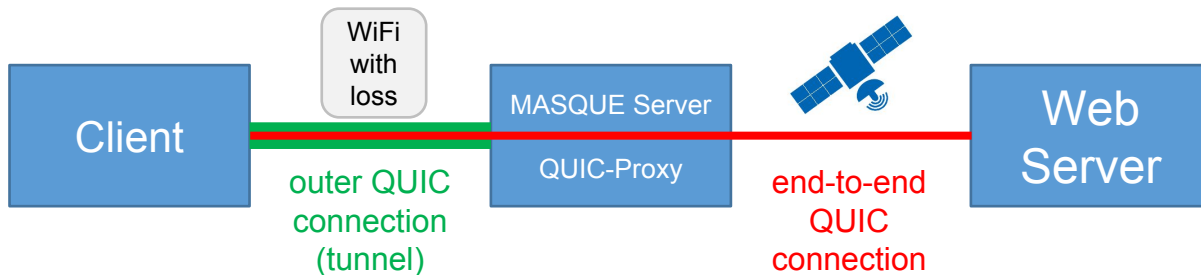 WiFi
with
loss
Client
MASQUE Server
QUIC-Proxy
Web
Server
outer QUIC
connection
(tunnel)
end-to-end
QUIC
connection